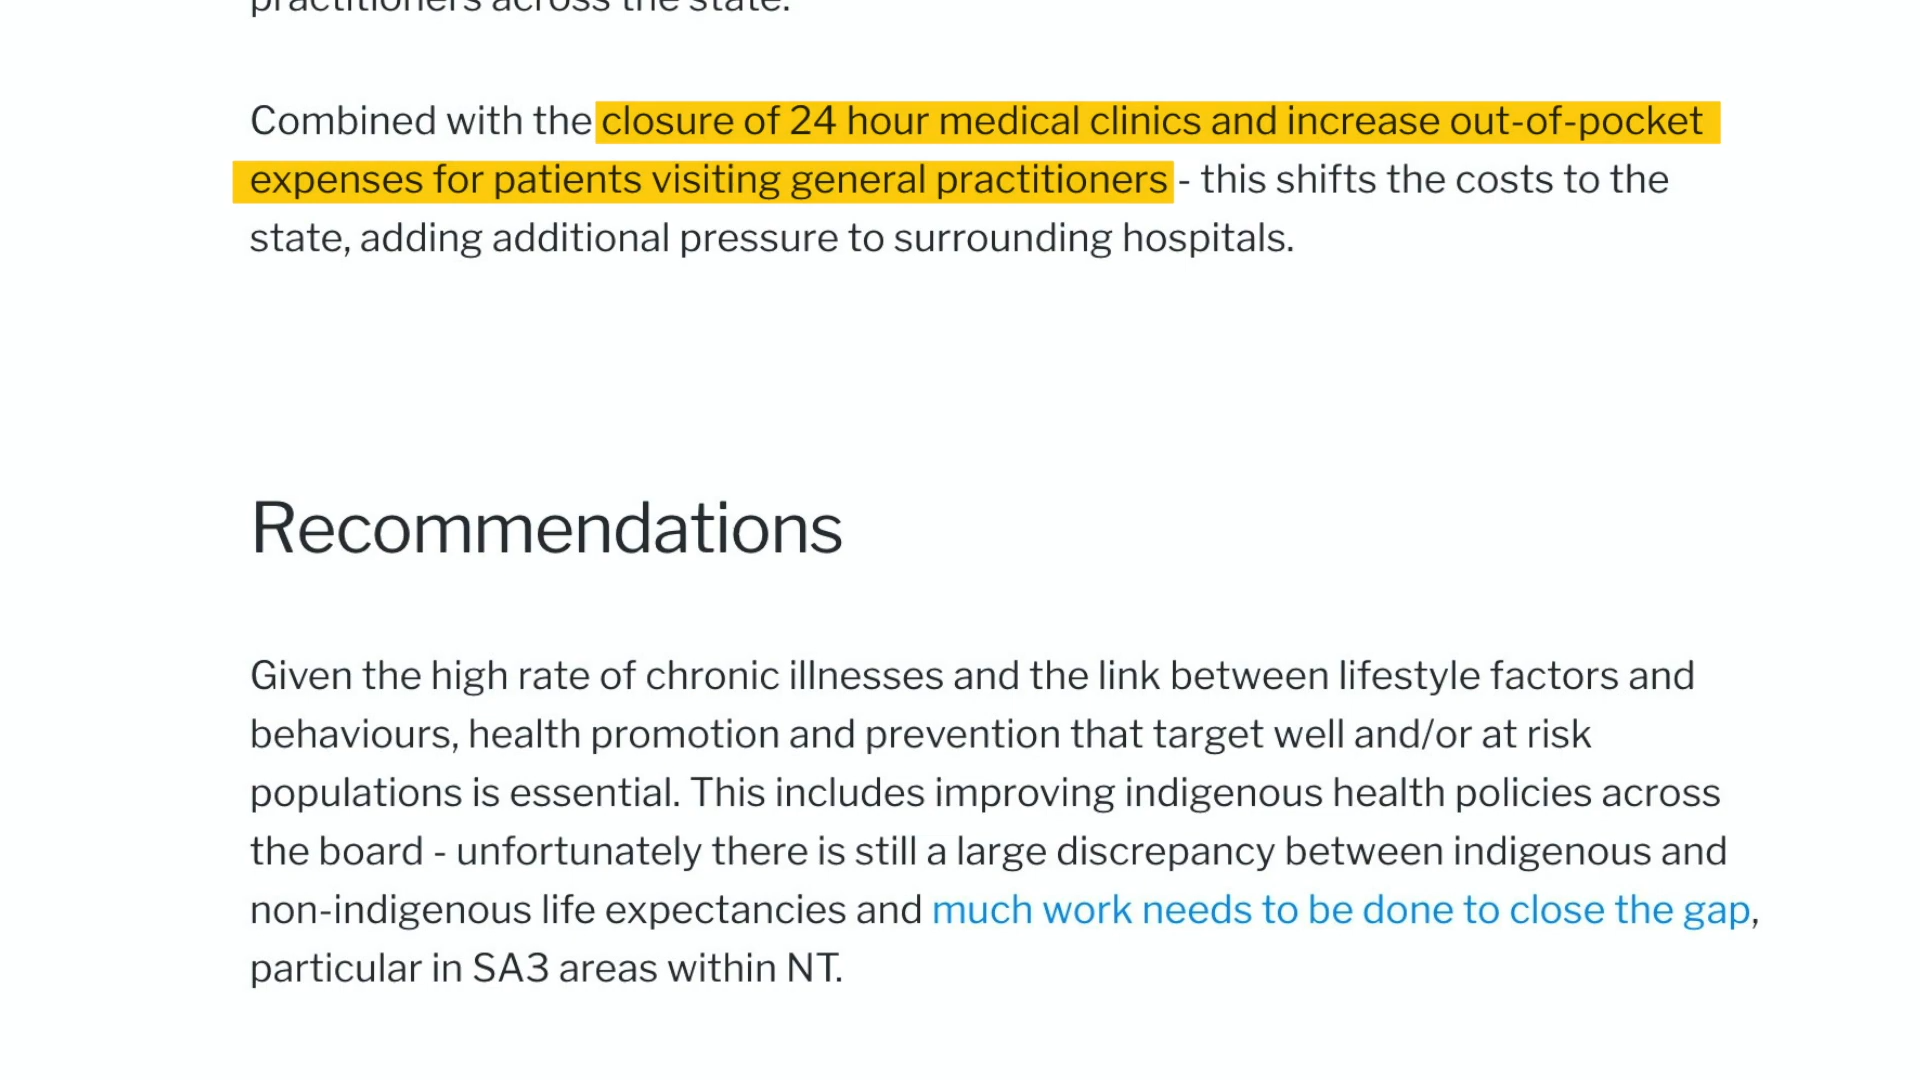 practitioners across the state.
Combined with the closure of 24 hour medical clinics and increase out-of-pocket
expenses for patients visiting general practitioners - this shifts the costs to the
state, adding additional pressure to surrounding hospitals.
Recommendations
Given the high rate of chronic illnesses and the link between lifestyle factors and
behaviours, health promotion and prevention that target well and/or at risk
populations is essential. This includes improving indigenous health policies across
the board - unfortunately there is still a large discrepancy between indigenous and
non-indigenous life expectancies and much work needs to be done to close the gap,
particular in SA3 areas within NT.